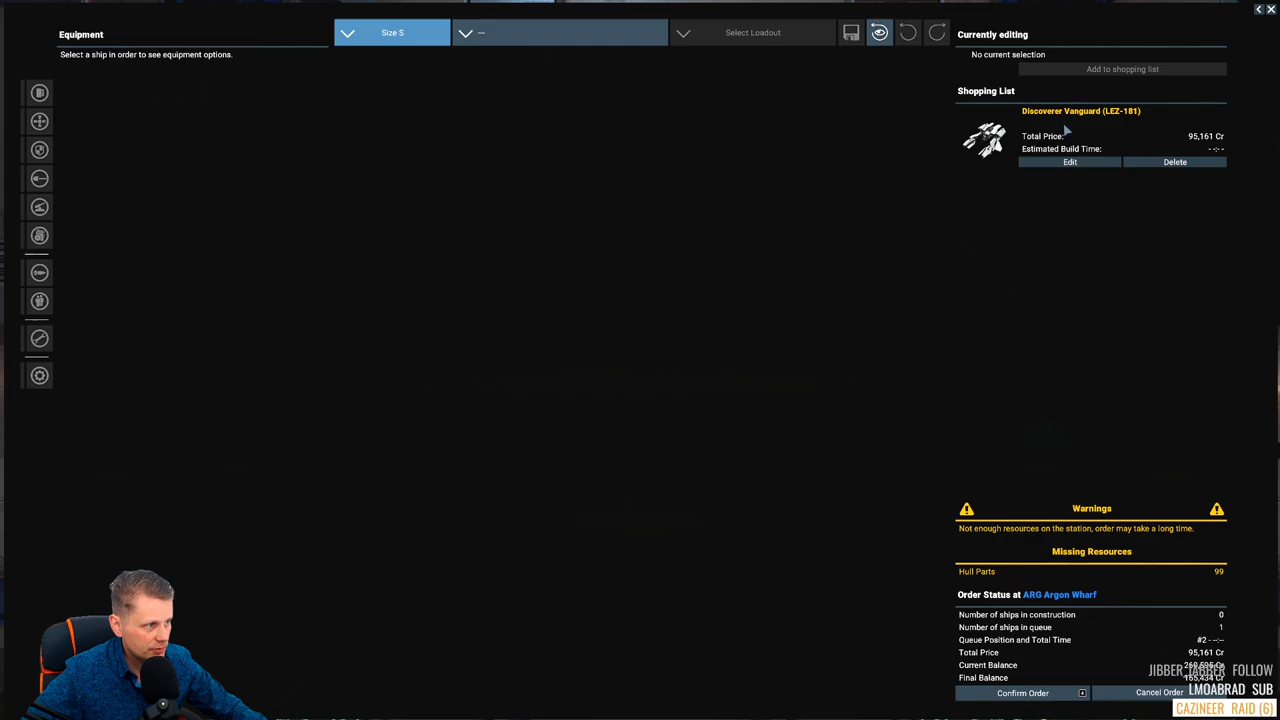 Equipment
Select a ship in order to see equipment options.
Size S
---
Select Loadout
Currently editing
No current selection
Add to shopping list
Shopping List
Discoverer Vanguard (LEZ-181)
Total Price: 95,161 Cr
Estimated Build Time: --:--
Edit Delete
Warnings
Not enough resources on the station, order may take a long time.
Missing Resources
Hull Parts 99
Order Status at ARG Argon Wharf
Number of ships in construction 0
Number of ships in queue 1
Queue Position and Total Time #2 - --:--
Total Price 95,161 Cr
Current Balance
Final Balance
Confirm Order Cancel Order
JIBBER_JABBER FOLLOW
LMOABRAD SUB
CAZINEER RAID (6)